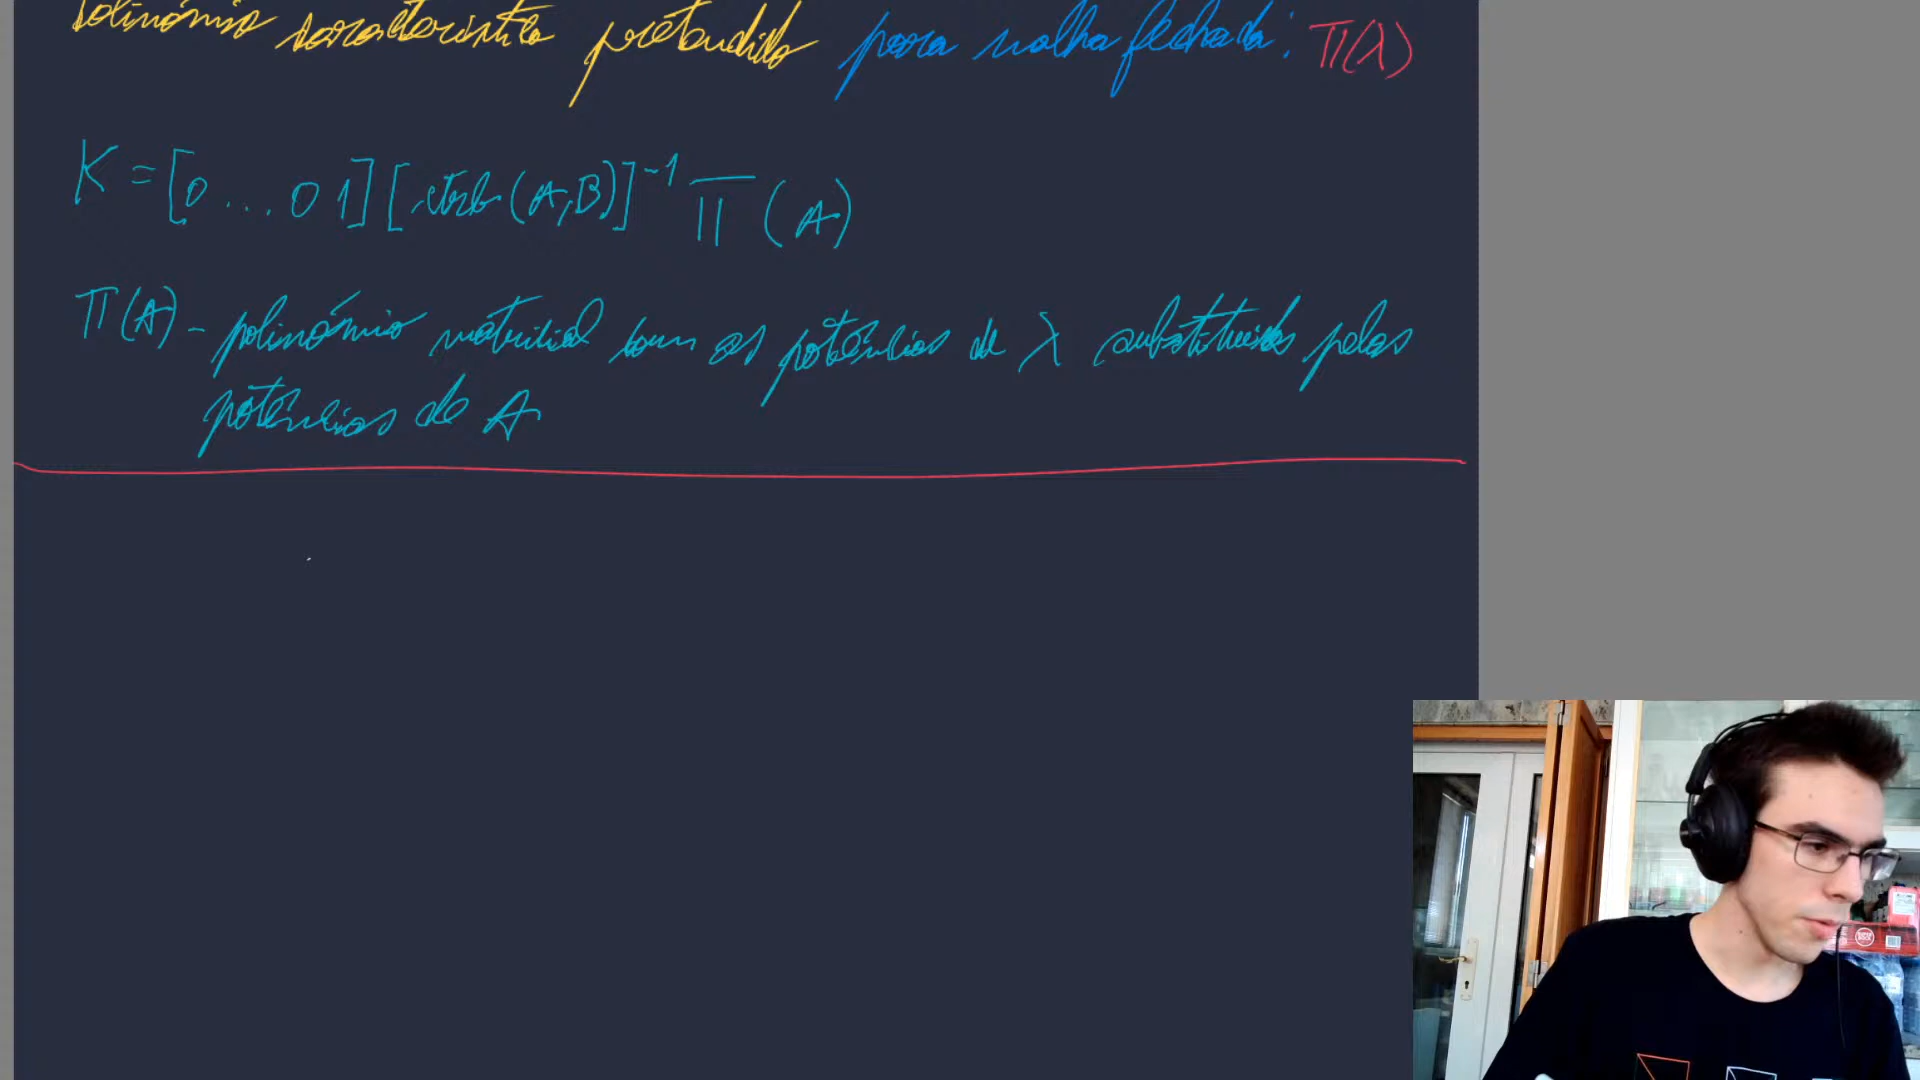 Polinómio característico pretendido para malha fechada: Π(λ)
K = [0 ... 0 1] [ctrb(A,B)]⁻¹ Π(A)
Π(A) - polinómio matricial com as potências de λ substituídas pelas
potências de A